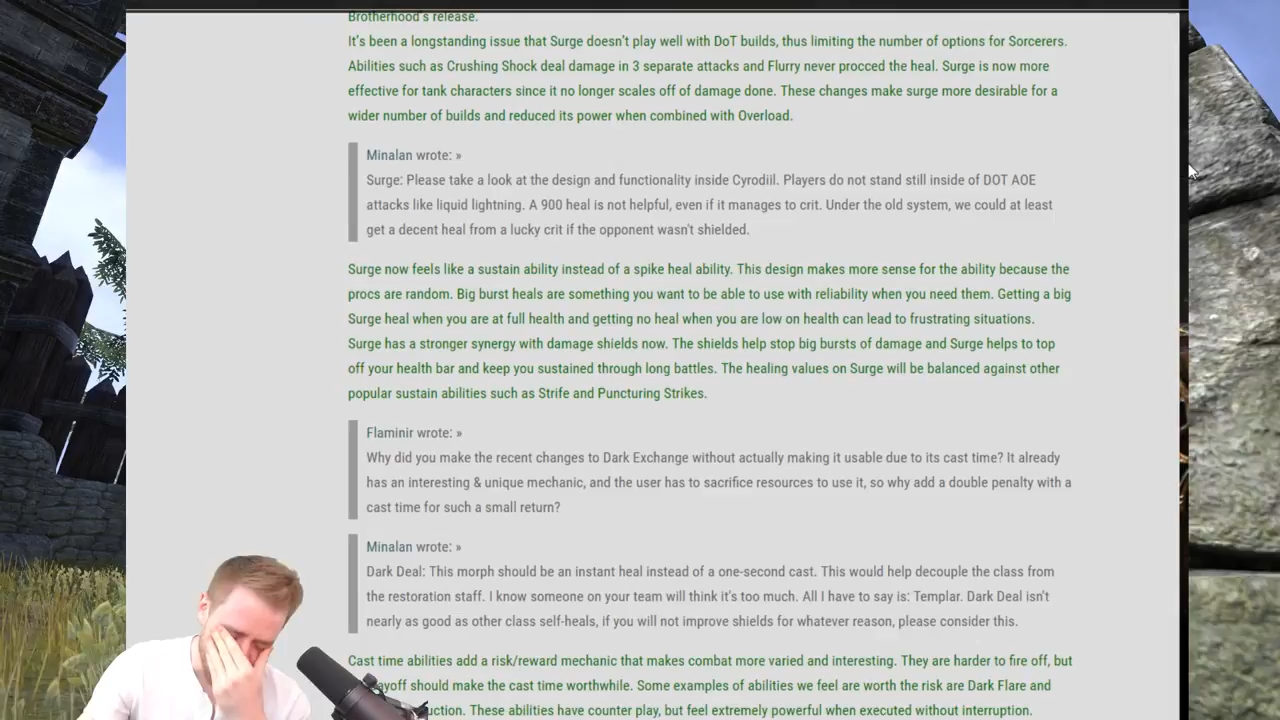 Brotherhood's release.
It's been a longstanding issue that Surge doesn't play well with DoT builds, thus limiting the number of options for Sorcerers.
Abilities such as Crushing Shock deal damage in 3 separate attacks and Flurry never procced the heal. Surge is now more
effective for tank characters since it no longer scales off of damage done. These changes make surge more desirable for a
wider number of builds and reduced its power when combined with Overload.
Minalan wrote: »
Surge: Please take a look at the design and functionality inside Cyrodiil. Players do not stand still inside of DOT AOE
attacks like liquid lightning. A 900 heal is not helpful, even if it manages to crit. Under the old system, we could at least
get a decent heal from a lucky crit if the opponent wasn't shielded.
Surge now feels like a sustain ability instead of a spike heal ability. This design makes more sense for the ability because the
procs are random. Big burst heals are something you want to be able to use with reliability when you need them. Getting a big
Surge heal when you are at full health and getting no heal when you are low on health can lead to frustrating situations.
Surge has a stronger synergy with damage shields now. The shields help stop big bursts of damage and Surge helps to top
off your health bar and keep you sustained through long battles. The healing values on Surge will be balanced against other
popular sustain abilities such as Strife and Puncturing Strikes.
Flaminir wrote: »
Why did you make the recent changes to Dark Exchange without actually making it usable due to its cast time? It already
has an interesting & unique mechanic, and the user has to sacrifice resources to use it, so why add a double penalty with a
cast time for such a small return?
Minalan wrote: »
Dark Deal: This morph should be an instant heal instead of a one-second cast. This would help decouple the class from
the restoration staff. I know someone on your team will think it's too much. All I have to say is: Templar. Dark Deal isn't
nearly as good as other class self-heals, if you will not improve shields for whatever reason, please consider this.
Cast time abilities add a risk/reward mechanic that makes combat more varied and interesting. They are harder to fire off, but
ayoff should make the cast time worthwhile. Some examples of abilities we feel are worth the risk are Dark Flare and
uction. These abilities have counter play, but feel extremely powerful when executed without interruption.